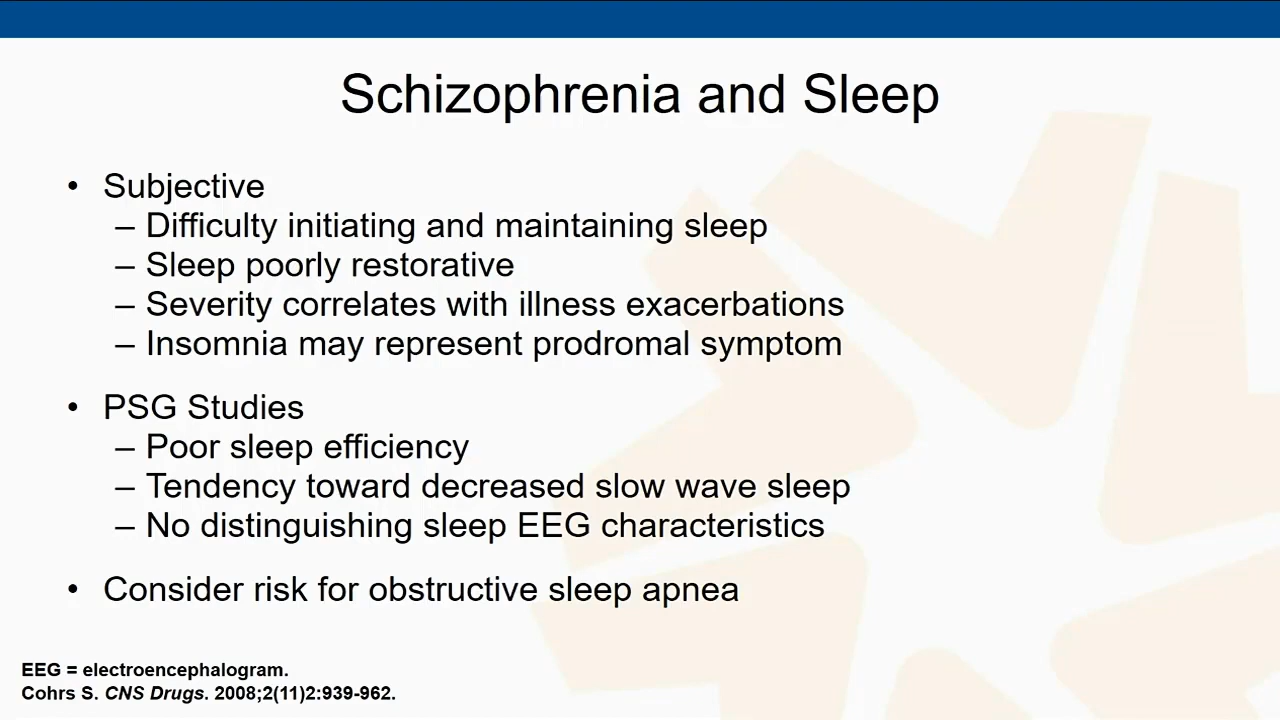 Schizophrenia and Sleep
• Subjective
– Difficulty initiating and maintaining sleep
– Sleep poorly restorative
– Severity correlates with illness exacerbations
– Insomnia may represent prodromal symptom
• PSG Studies
– Poor sleep efficiency
– Tendency toward decreased slow wave sleep
– No distinguishing sleep EEG characteristics
• Consider risk for obstructive sleep apnea
EEG = electroencephalogram.
Cohrs S. CNS Drugs. 2008;2(11)2:939-962.